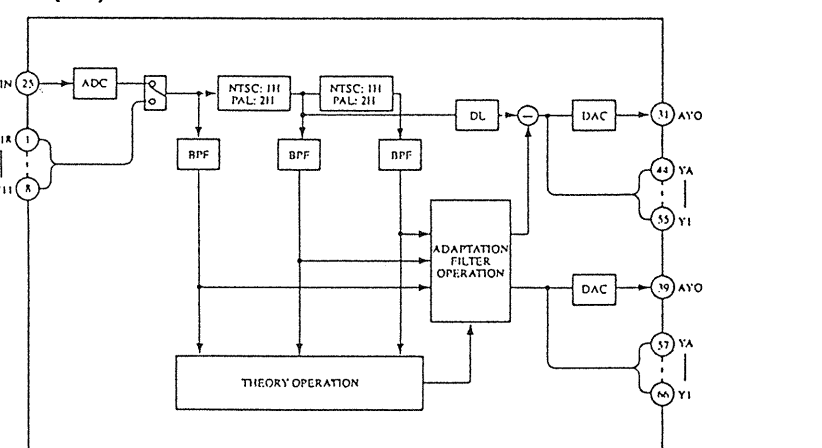 IN
25
ADC
NTSC: 1H
PAL: 2H
NTSC: 1H
PAL: 2H
DL
−
DAC
31
AYO
1
8
BPF
BPF
BPF
44
YA
55
Y1
ADAPTATION
FILTER
OPERATION
DAC
39
AYO
57
YA
66
Y1
THEORY OPERATION